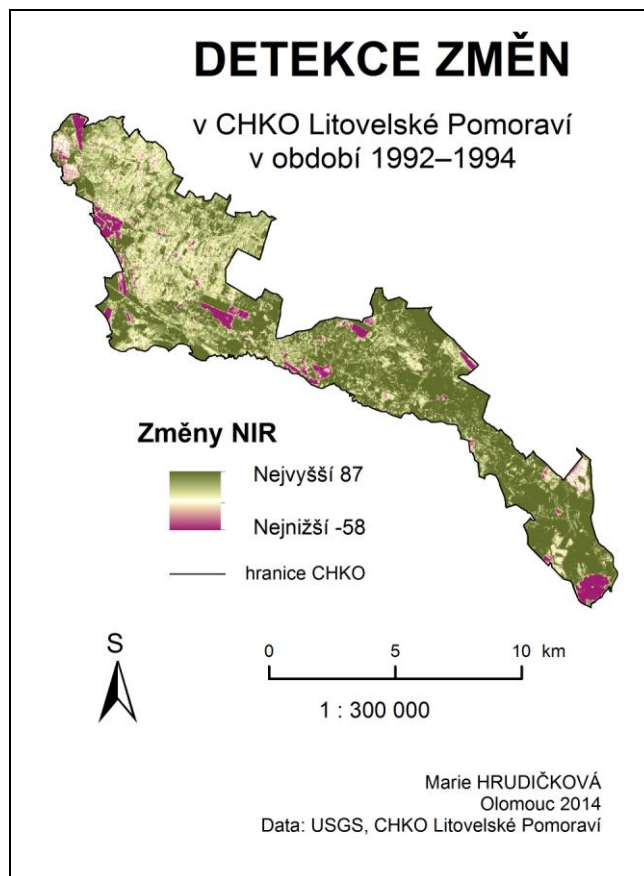 DETEKCE ZMĚN
v CHKO Litovelské Pomoraví
v období 1992–1994
Změny NIR
Nejvyšší 87
Nejnižší -58
hranice CHKO
S
0 5 10 km
1 : 300 000
Marie HRUDIČKOVÁ
Olomouc 2014
Data: USGS, CHKO Litovelské Pomoraví